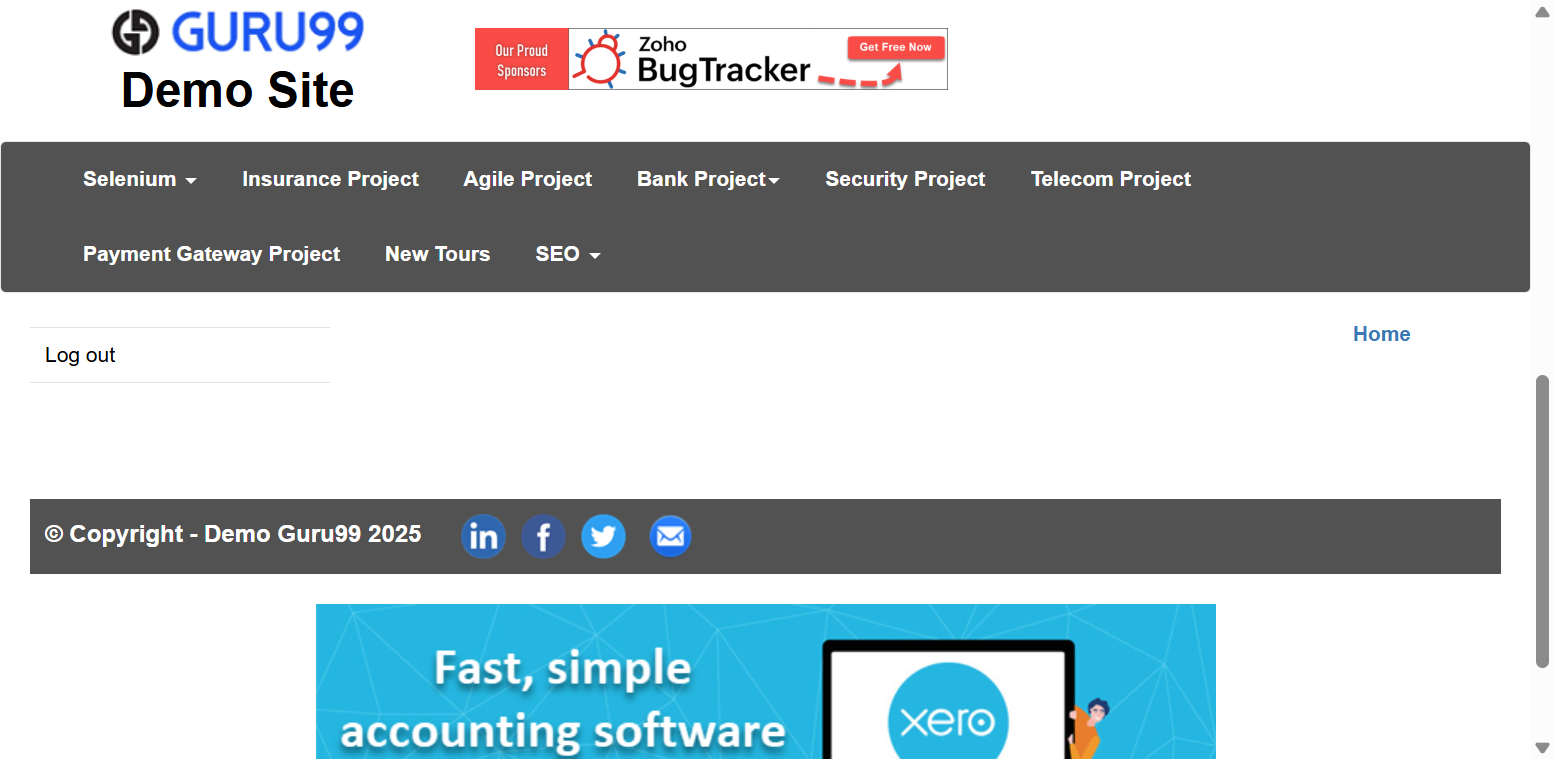 GURU99
Demo Site
Our Proud
Sponsors
Zoho
BugTracker
Get Free Now
Selenium Insurance Project Agile Project Bank Project Security Project Telecom Project
Payment Gateway Project New Tours SEO
Home
Log out
© Copyright - Demo Guru99 2025
in f
Fast, simple
accounting software
xero